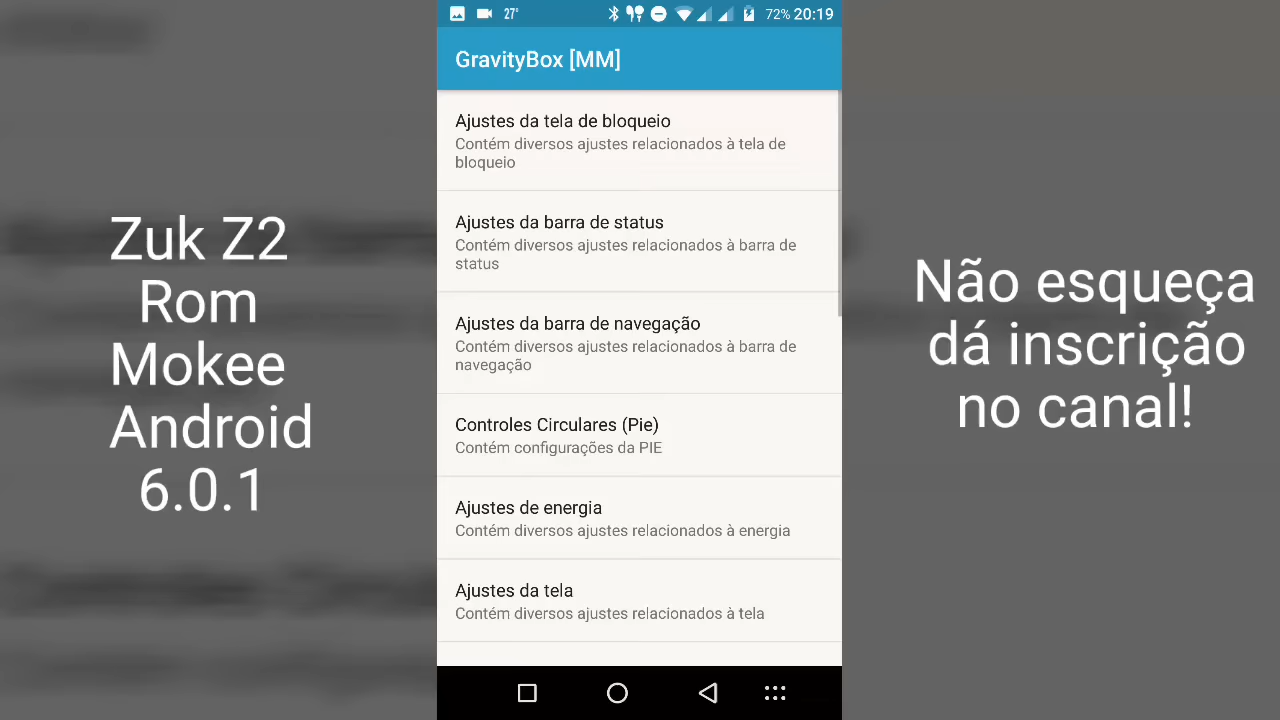 27°
72% 20:19
GravityBox [MM]
Ajustes da tela de bloqueio
Contém diversos ajustes relacionados à tela de
bloqueio
Ajustes da barra de status
Contém diversos ajustes relacionados à barra de
status
Ajustes da barra de navegação
Contém diversos ajustes relacionados à barra de
navegação
Controles Circulares (Pie)
Contém configurações da PIE
Ajustes de energia
Contém diversos ajustes relacionados à energia
Ajustes da tela
Contém diversos ajustes relacionados à tela
Zuk Z2
Rom
Mokee
Android
6.0.1
Não esqueça
dá inscrição
no canal!